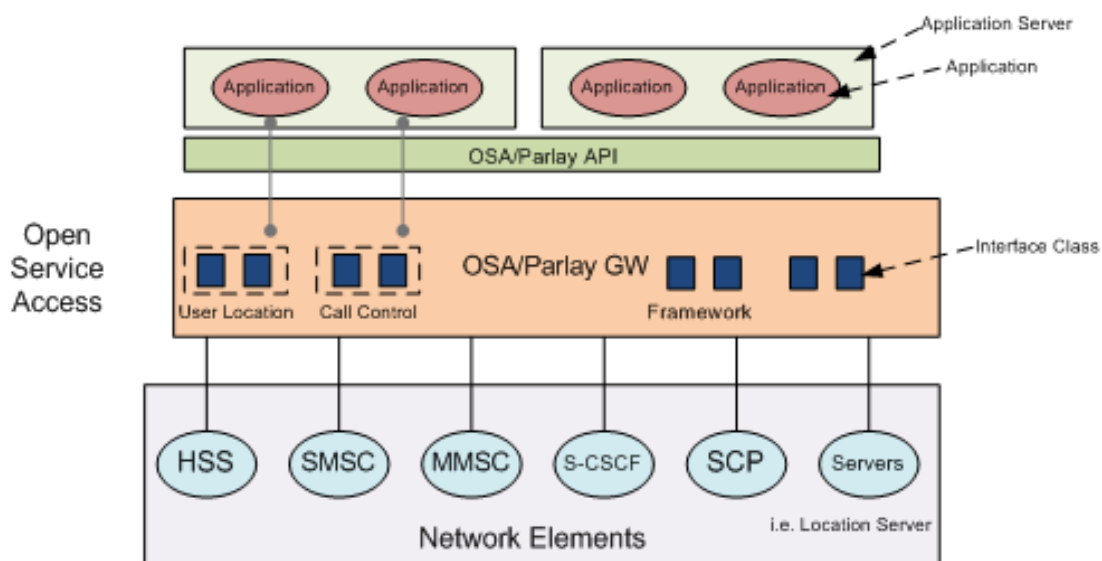 Application Server
Application
Application
Application
Application
Application
OSA/Parlay API
Open
Service
Access
OSA/Parlay GW
Interface Class
User Location
Call Control
Framework
HSS
SMSC
MMSC
S-CSCF
SCP
Servers
i.e. Location Server
Network Elements